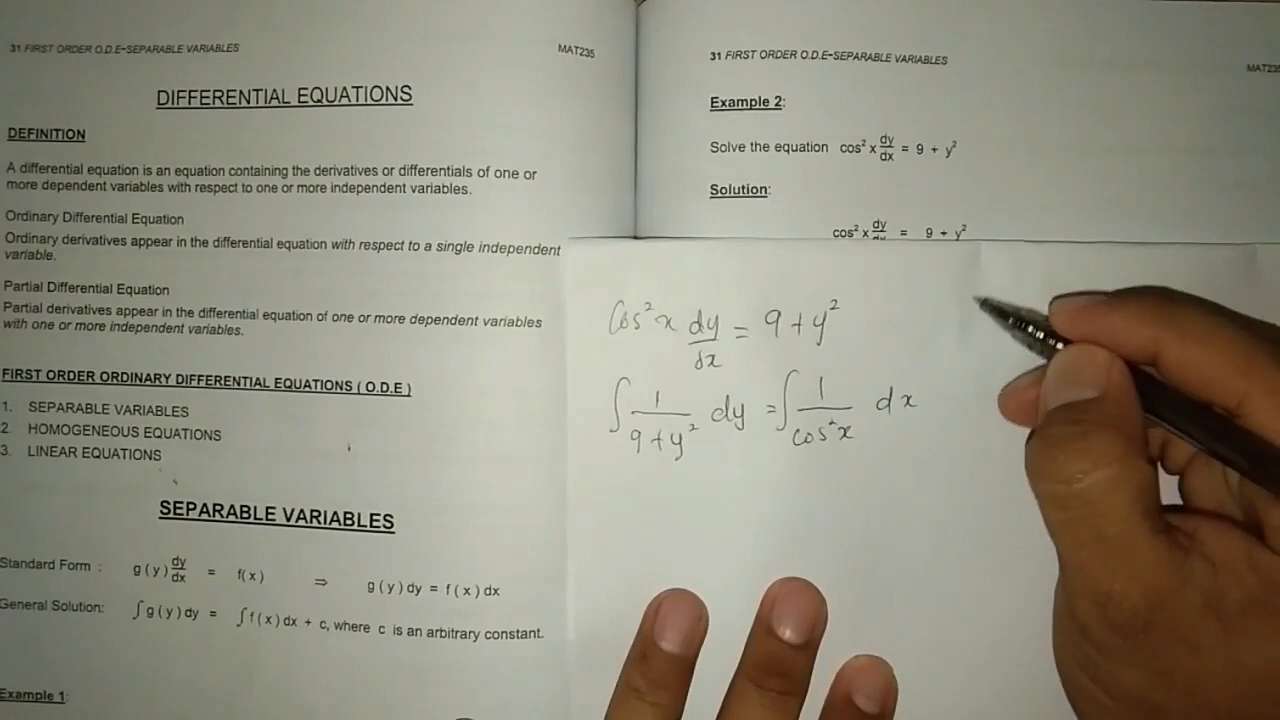 31 FIRST ORDER O.D.E-SEPARABLE VARIABLES MAT235
DIFFERENTIAL EQUATIONS
DEFINITION
A differential equation is an equation containing the derivatives or differentials of one or
more dependent variables with respect to one or more independent variables.
Ordinary Differential Equation
Ordinary derivatives appear in the differential equation with respect to a single independent
variable.
Partial Differential Equation
Partial derivatives appear in the differential equation of one or more dependent variables
with one or more independent variables.
FIRST ORDER ORDINARY DIFFERENTIAL EQUATIONS ( O.D.E )
1. SEPARABLE VARIABLES
2. HOMOGENEOUS EQUATIONS
3. LINEAR EQUATIONS
SEPARABLE VARIABLES
Standard Form : g(y) dy/dx = f(x) ⇒ g(y) dy = f(x) dx
General Solution: ∫g(y) dy = ∫f(x) dx + c, where c is an arbitrary constant.
Example 1:
31 FIRST ORDER O.D.E-SEPARABLE VARIABLES MAT23
Example 2:
Solve the equation cos² x dy/dx = 9 + y²
Solution:
cos² x dy/dx = 9 + y²
Cos²x dy/dx = 9 + y²
∫ 1/(9+y²) dy = ∫ 1/(cos²x) dx